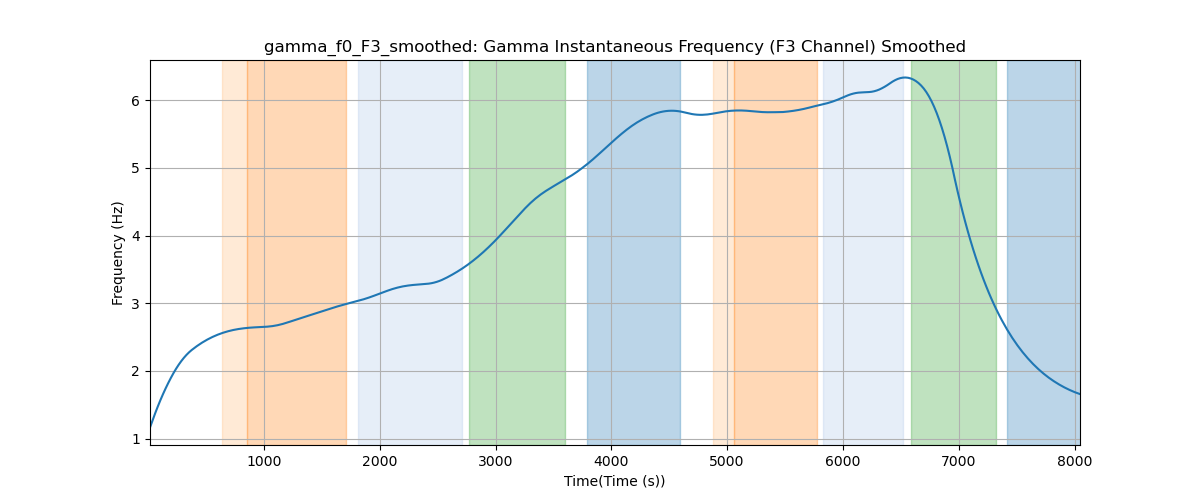 gamma_f0_F3_smoothed: Gamma Instantaneous Frequency (F3 Channel) Smoothed
Frequency (Hz)
6
5
4
3
2
1
1000 2000 3000 4000 5000 6000 7000 8000
Time(Time (s))